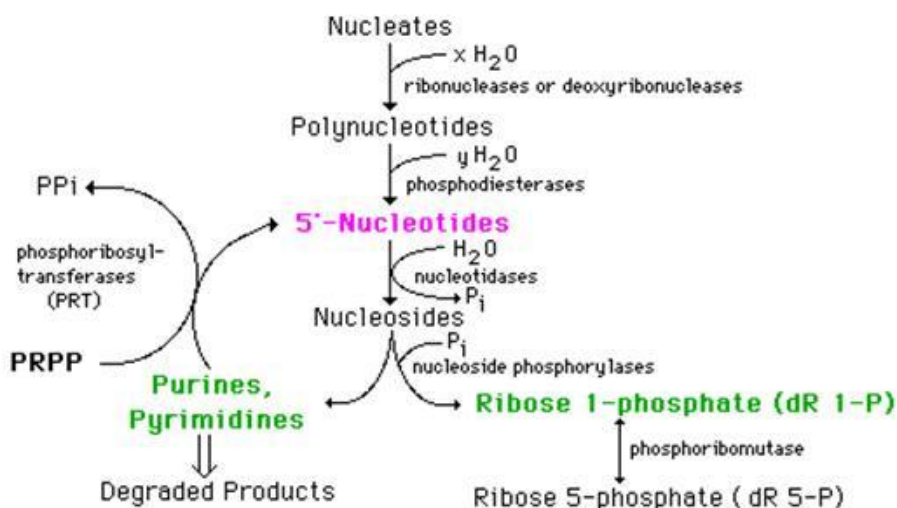 Nucleates
x H₂O
ribonucleases or deoxyribonucleases
Polynucleotides
y H₂O
phosphodiesterases
PPi
5'-Nucleotides
phosphoribosyl-
transferases
(PRT)
H₂O
nucleotidases
Pᵢ
Nucleosides
Pᵢ
nucleoside phosphorylases
PRPP
Purines,
Pyrimidines
Ribose 1-phosphate (dR 1-P)
phosphoribomutase
Degraded Products
Ribose 5-phosphate ( dR 5-P)